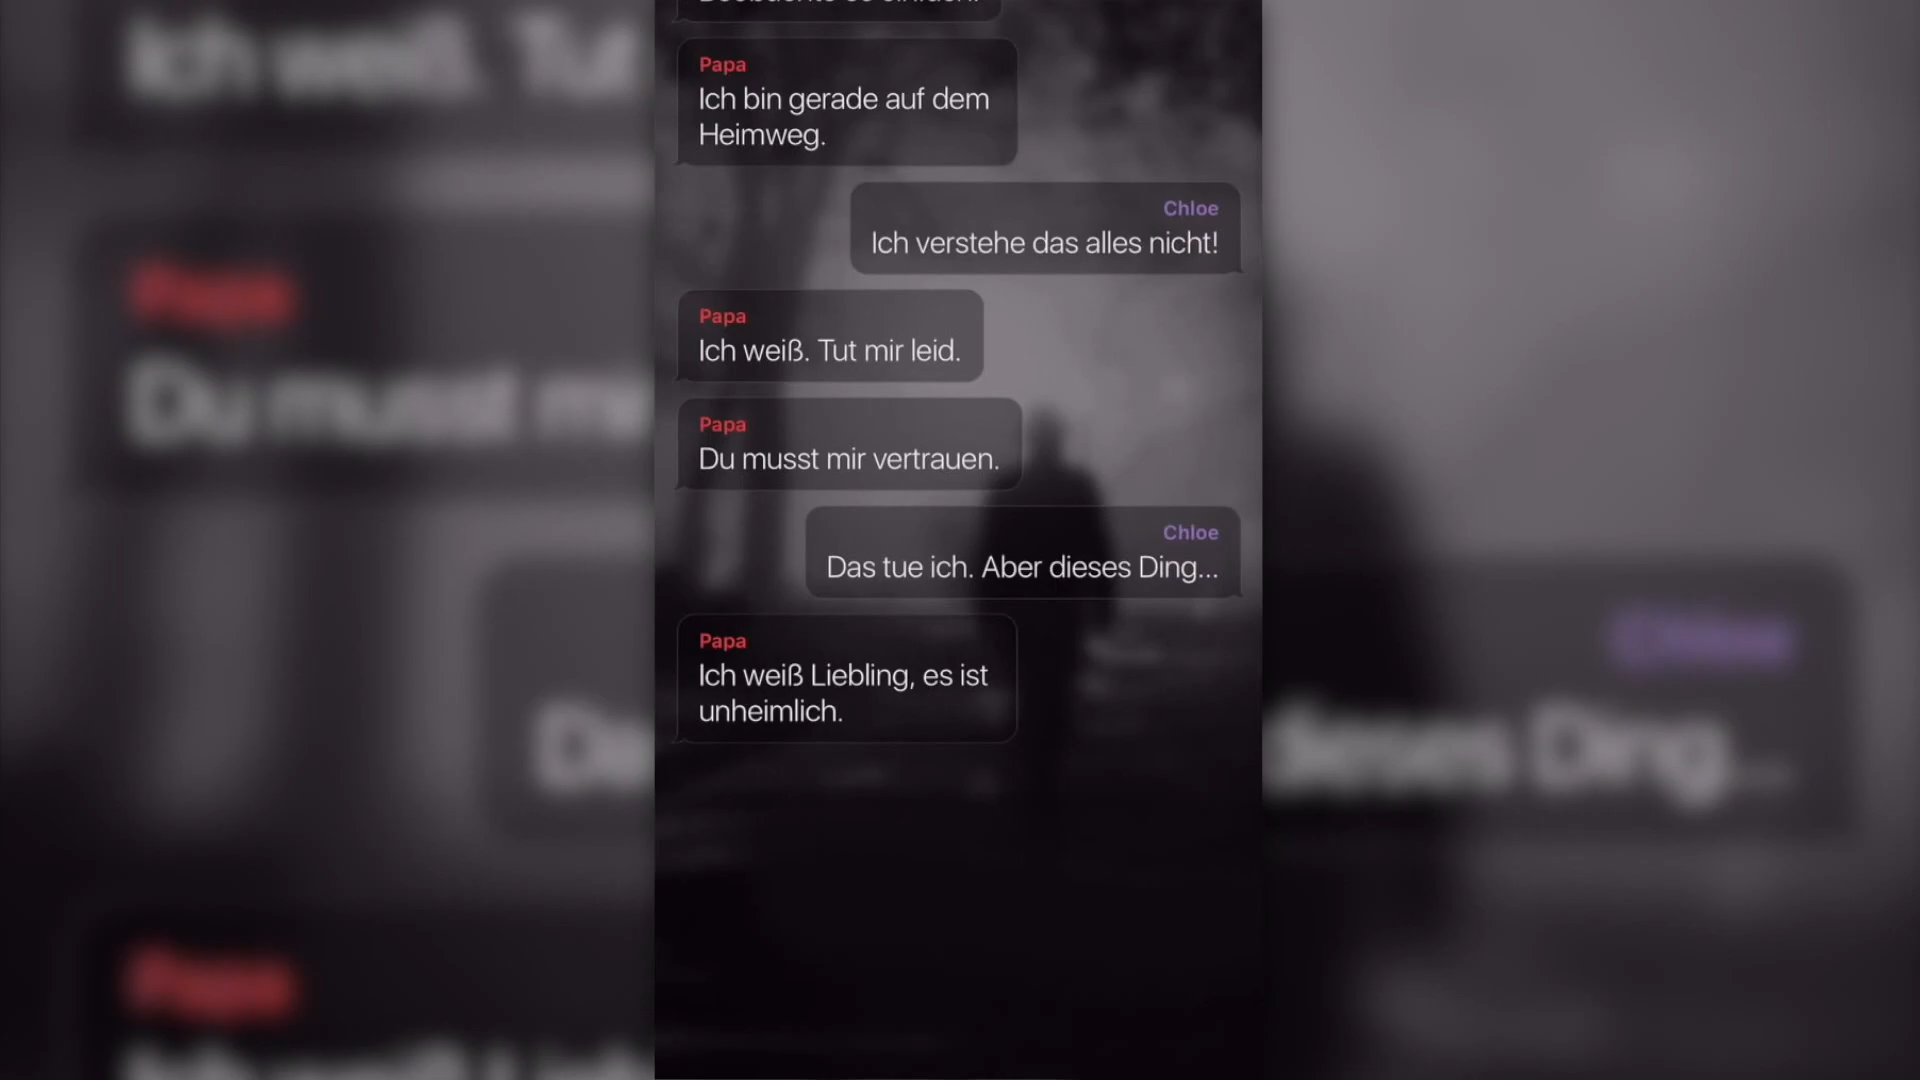 Papa
Ich bin gerade auf dem
Heimweg.
Chloe
Ich verstehe das alles nicht!
Papa
Ich weiß. Tut mir leid.
Papa
Du musst mir vertrauen.
Chloe
Das tue ich. Aber dieses Ding...
Papa
Ich weiß Liebling, es ist
unheimlich.